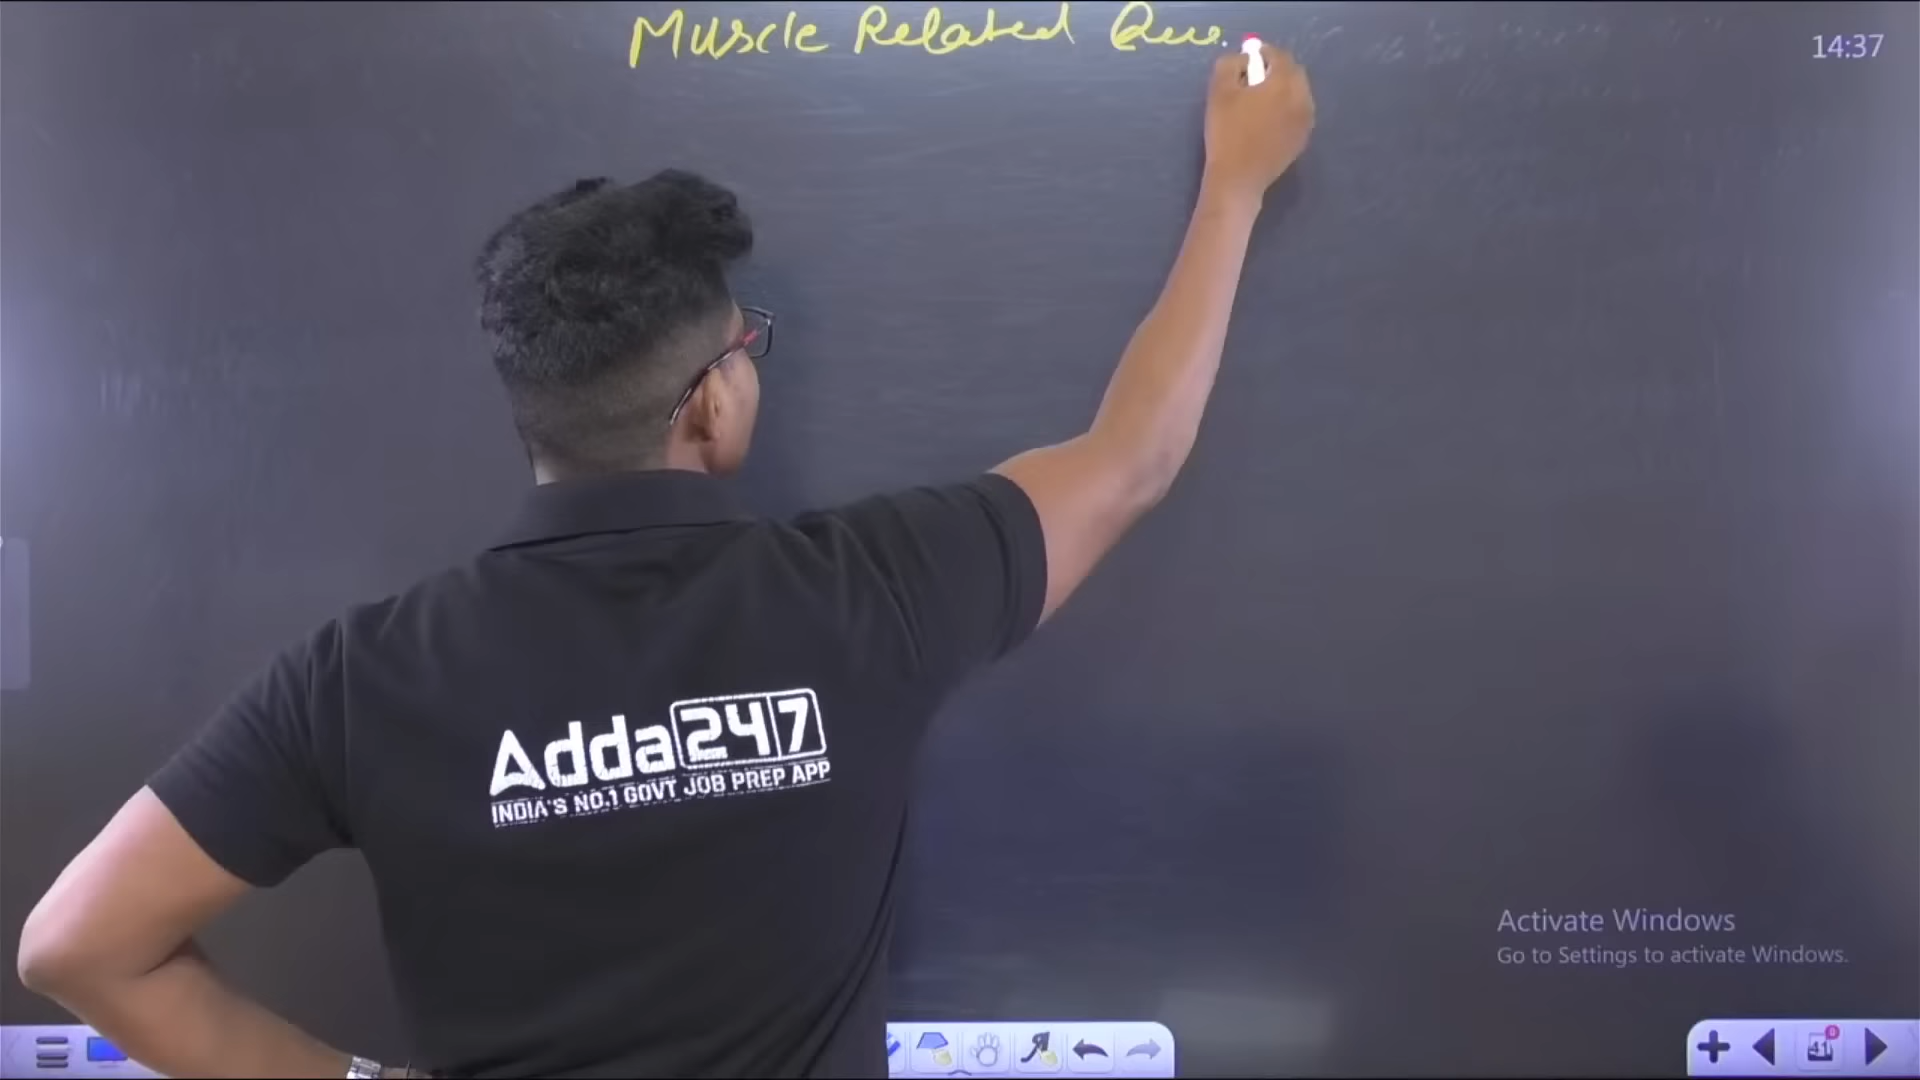 Muscle Related Que.
14:37
Adda247
INDIA'S NO.1 GOVT JOB PREP APP
Activate Windows
Go to Settings to activate Windows.
41